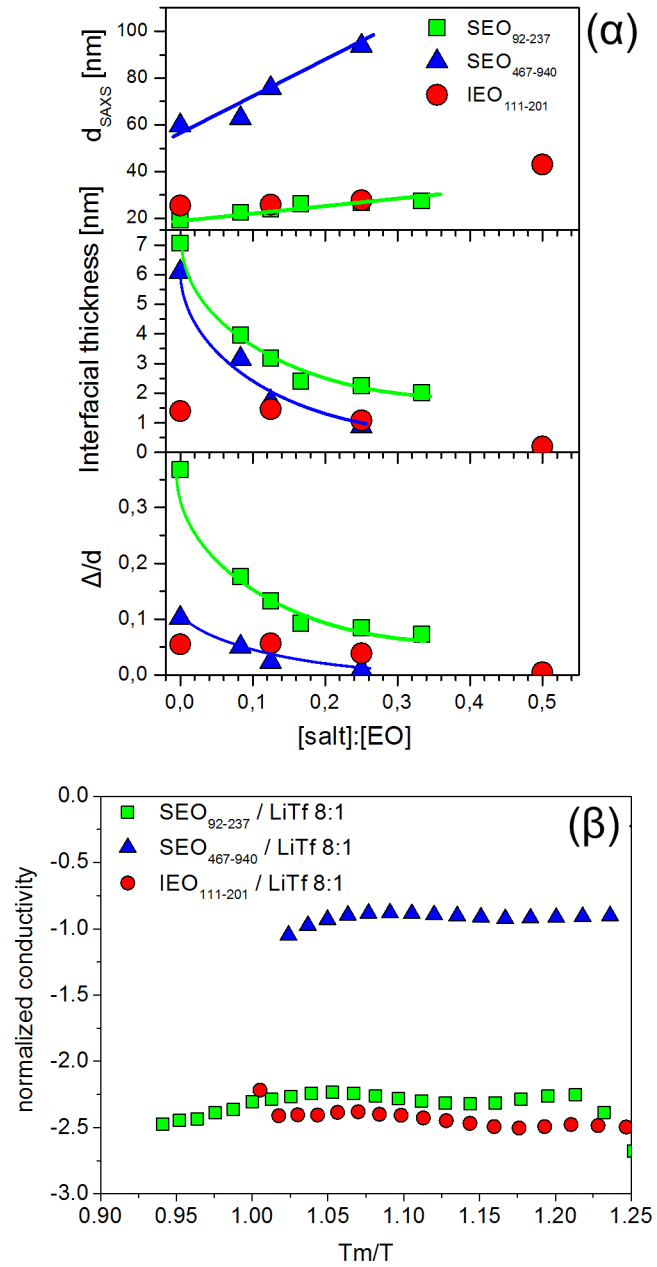 (α)
SEO92-237
SEO467-940
IEO111-201
dSAXS [nm]
100
80
60
40
20
Interfacial thickness [nm]
7
6
5
4
3
2
1
0
Δ/d
0,3
0,2
0,1
0,0
0,0 0,1 0,2 0,3 0,4 0,5
[salt]:[EO]
(β)
SEO92-237 / LiTf 8:1
SEO467-940 / LiTf 8:1
IEO111-201 / LiTf 8:1
normalized conductivity
0.0
-0.5
-1.0
-1.5
-2.0
-2.5
-3.0
0.90 0.95 1.00 1.05 1.10 1.15 1.20 1.25
Tm/T